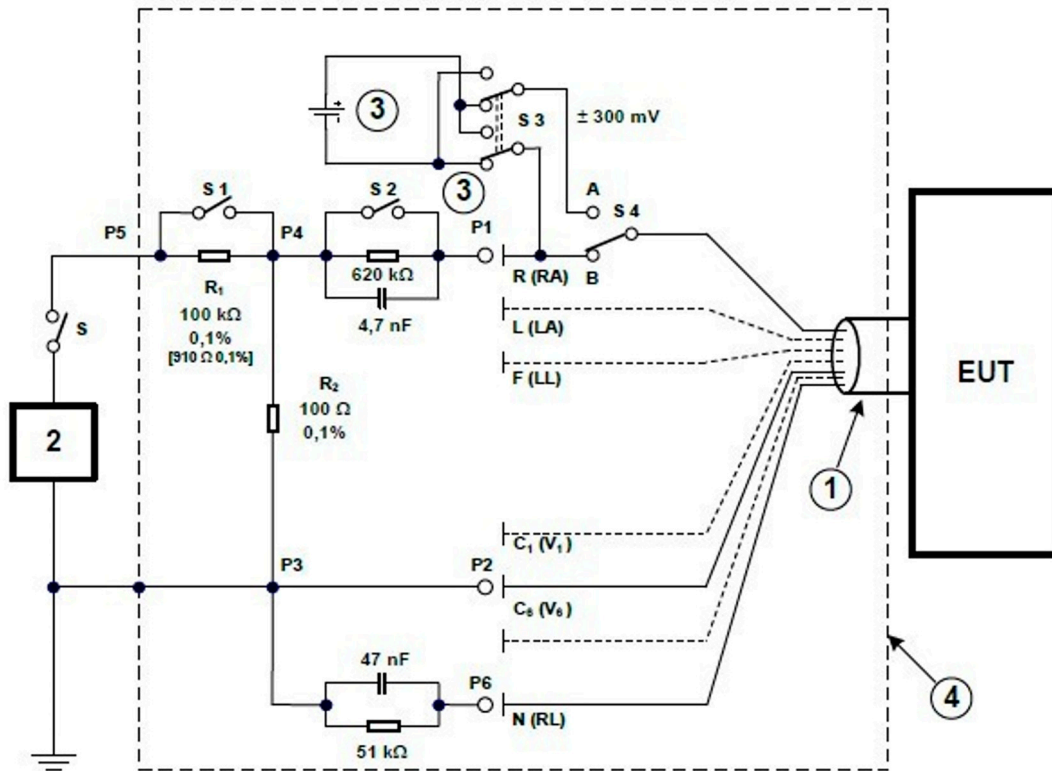 3
S 3
± 300 mV
3
S 1
S 2
A
P5
P4
P1
S 4
R (RA)
B
620 kΩ
R₁
100 kΩ
0,1%
[910 Ω 0,1%]
4,7 nF
L (LA)
S
F (LL)
EUT
R₂
100 Ω
0,1%
2
1
C₁ (V₁)
P3
P2
C₆ (V₆)
47 nF
P6
4
N (RL)
51 kΩ